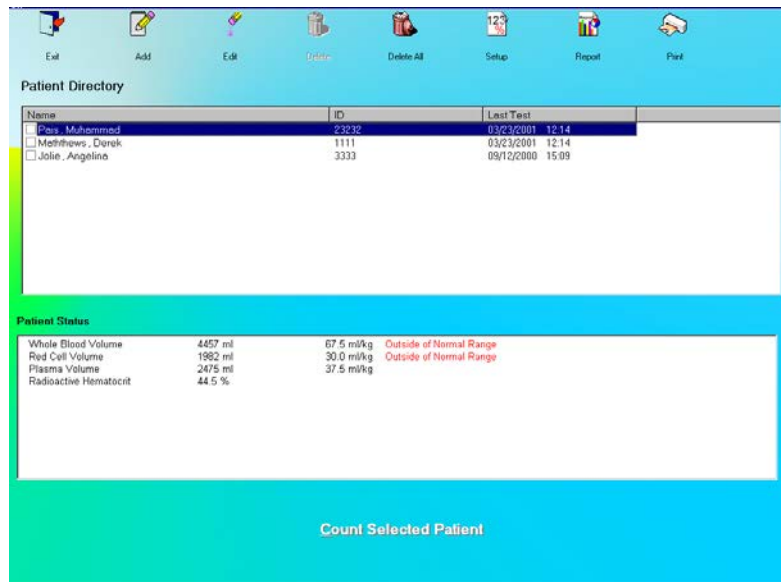 Exit Add Edit Delete Delete All Setup Report Print
Patient Directory
Name ID Last Test
Pais , Muhammad 23232 03/23/2001 12:14
Meththews , Derek 1111 03/23/2001 12:14
Jolie , Angelina 3333 09/12/2000 15:09
Patient Status
Whole Blood Volume 4457 ml 67.5 ml/kg Outside of Normal Range
Red Cell Volume 1982 ml 30.0 ml/kg Outside of Normal Range
Plasma Volume 2475 ml 37.5 ml/kg
Radioactive Hematocrit 44.5 %
Count Selected Patient